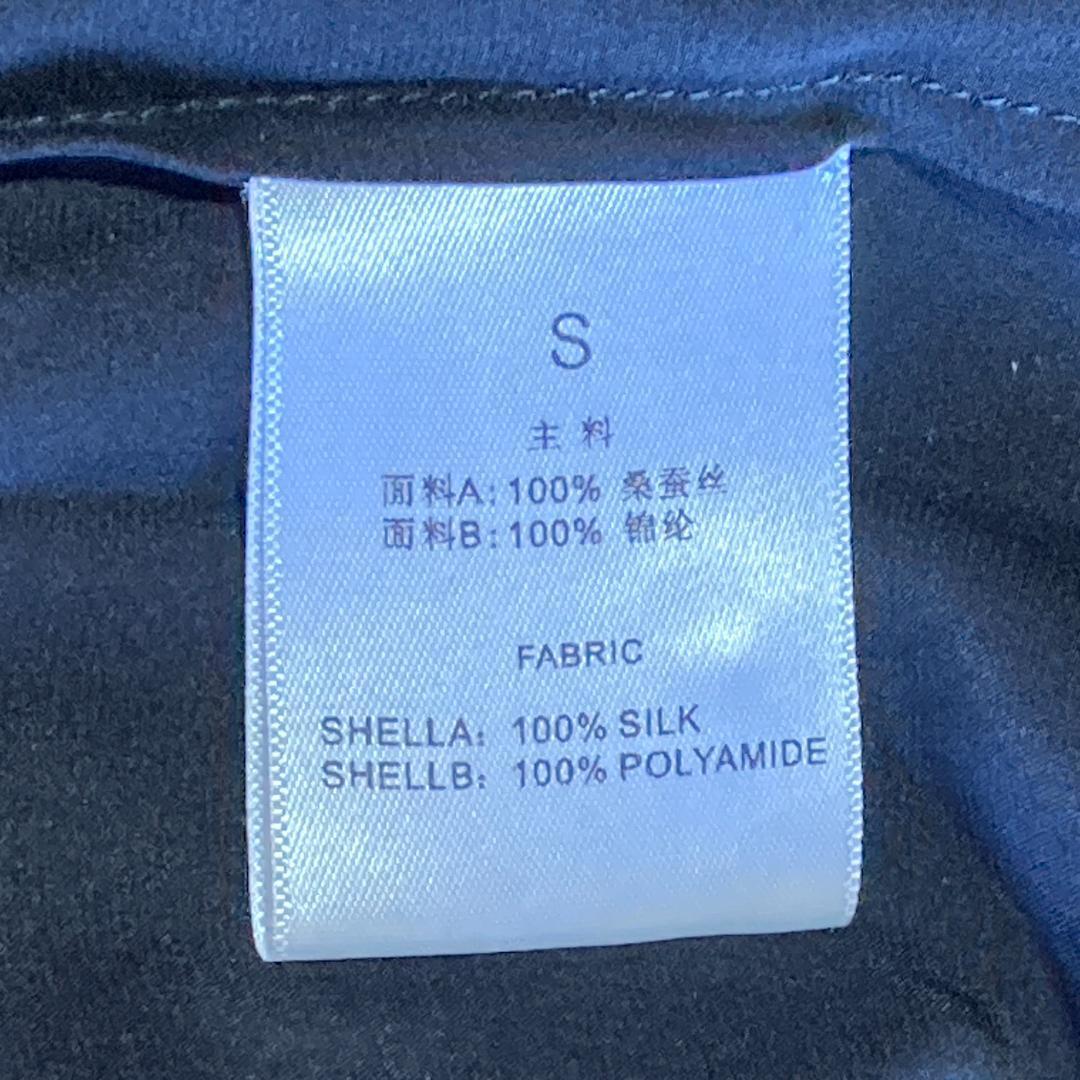 S
主料
面料A:100% 桑蚕丝
面料B:100% 锦纶
FABRIC
SHELLA: 100% SILK
SHELLB: 100% POLYAMIDE